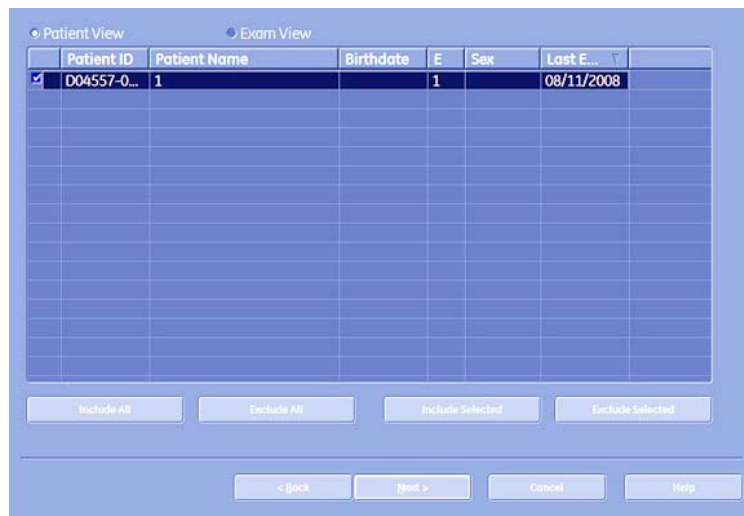 Patient View Exam View
Patient ID Patient Name Birthdate E Sex Last E...
D04557-0... 1 1 08/11/2008
Include All Exclude All Include Selected Exclude Selected
< Back Next > Cancel Help